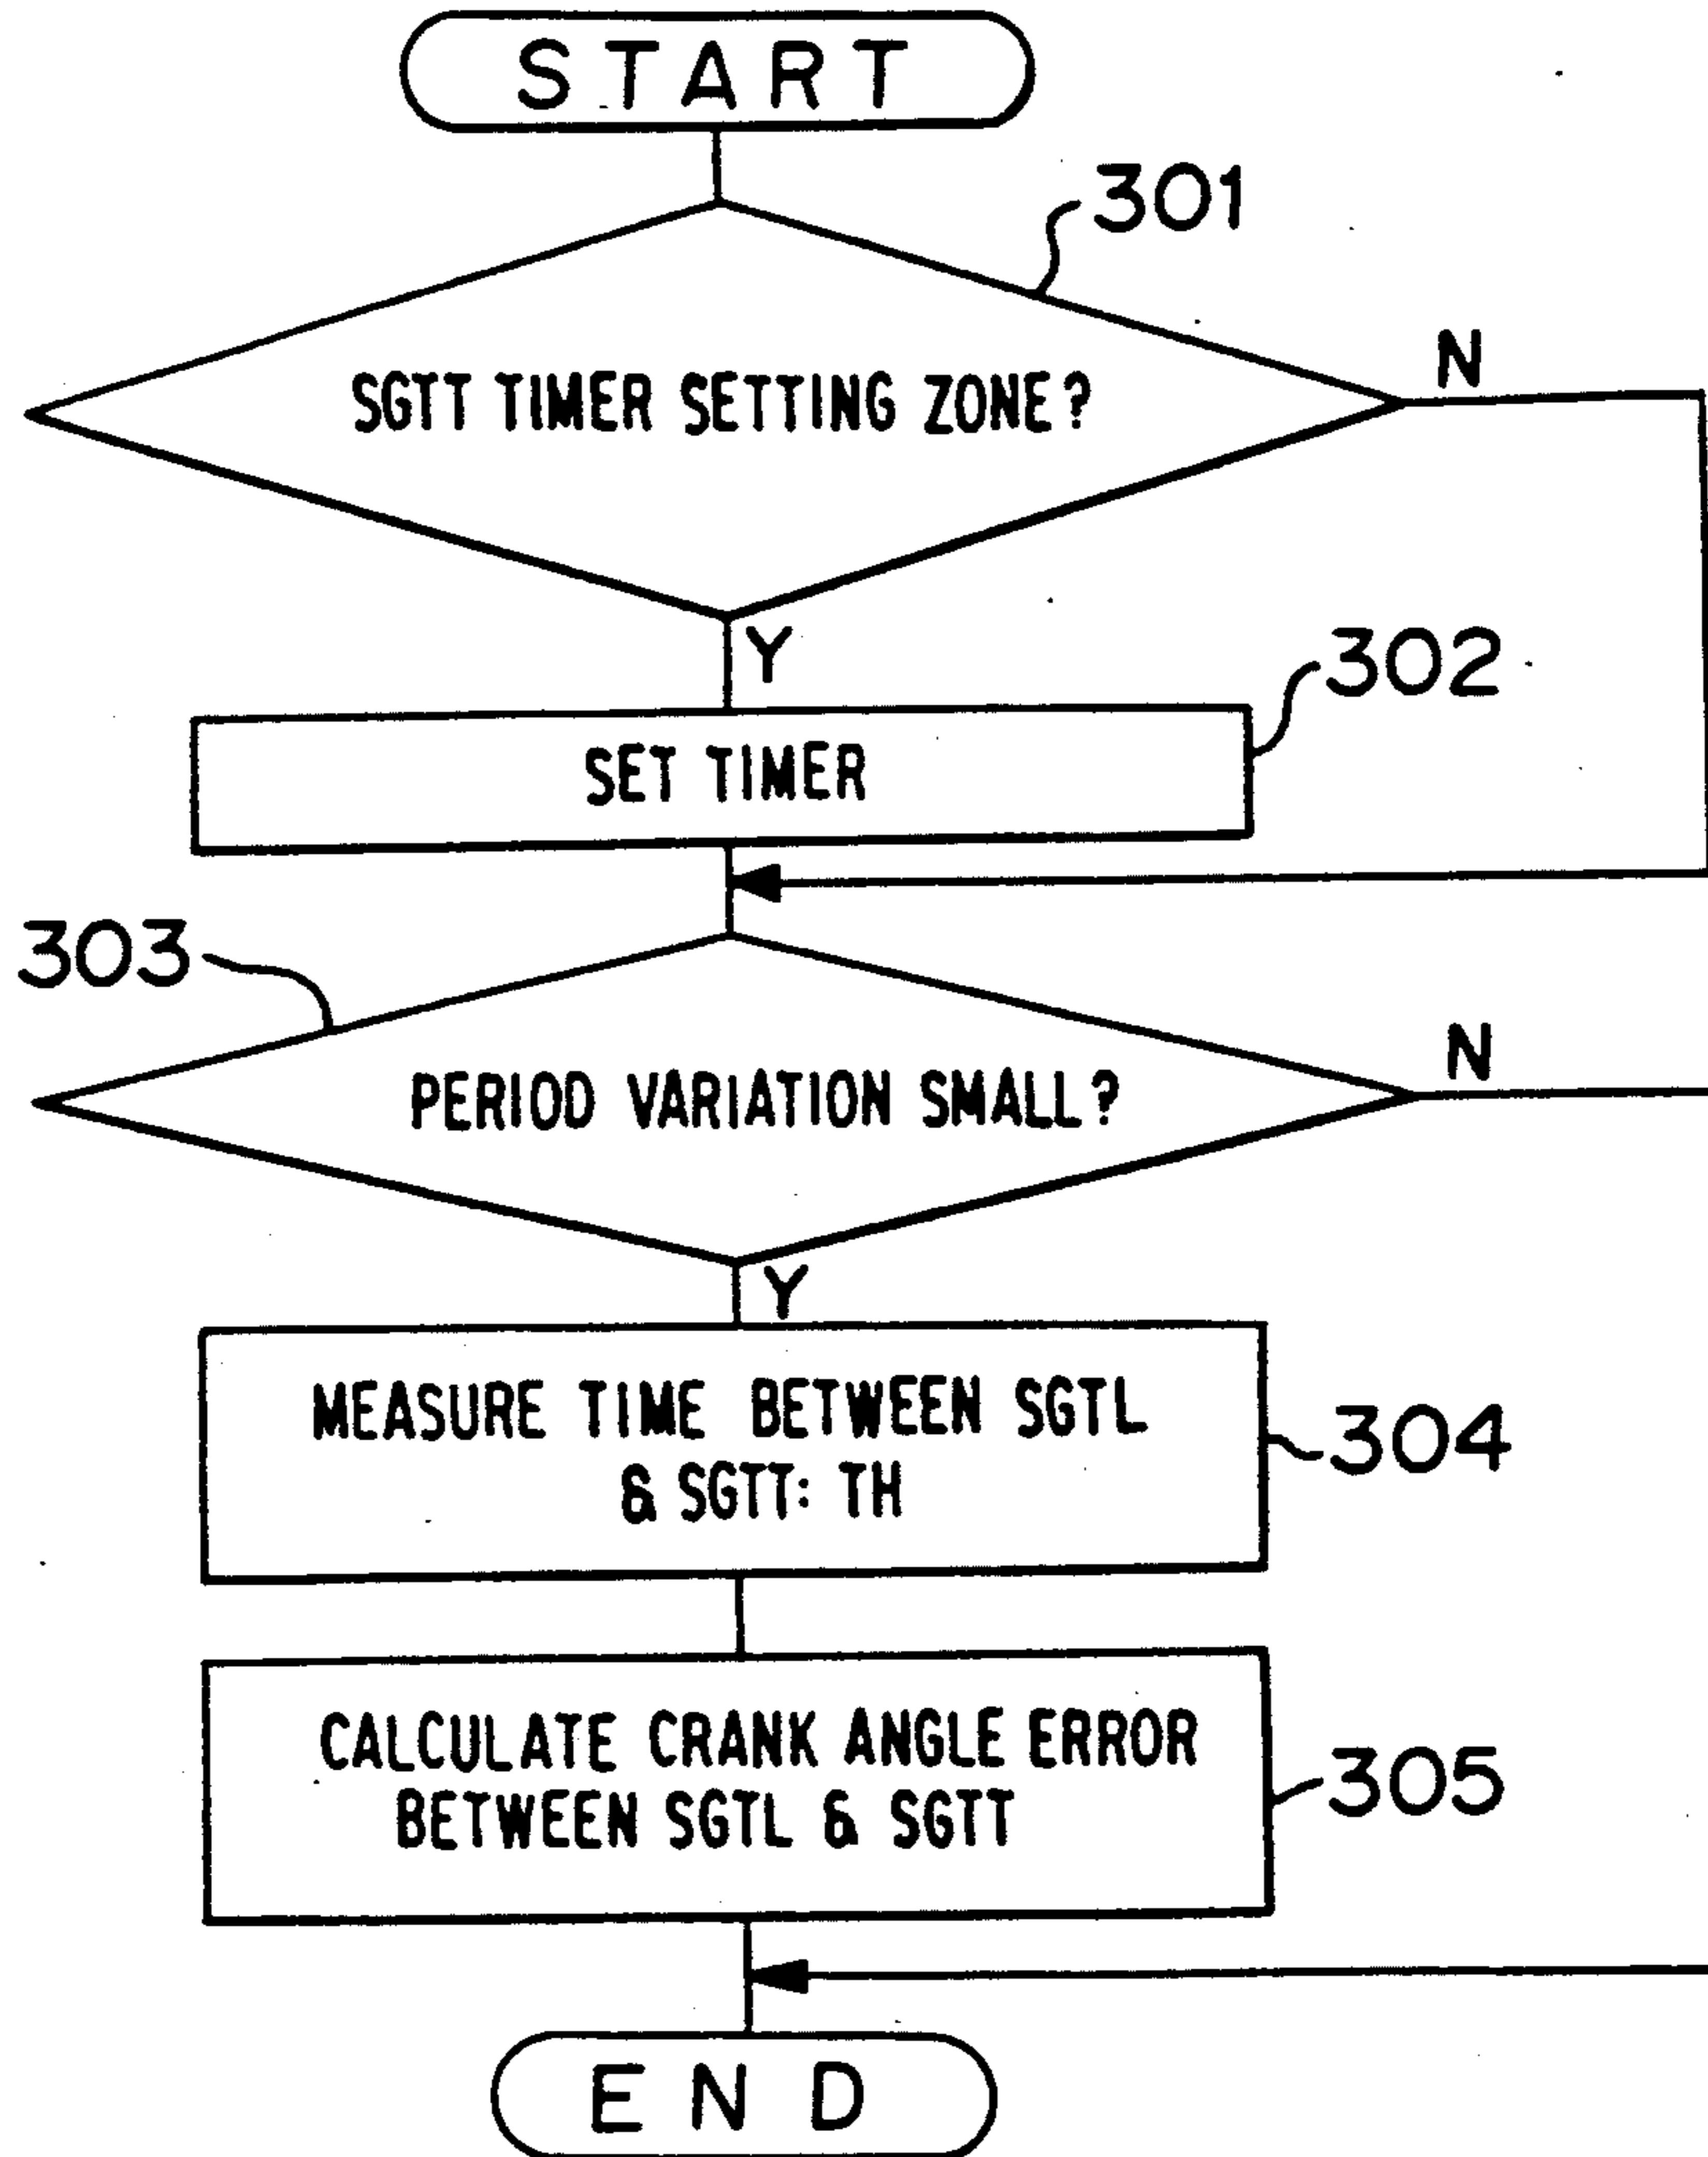 START
301
SGTT TIMER SETTING ZONE?
N
Y
302
SET TIMER
303
PERIOD VARIATION SMALL?
N
Y
MEASURE TIME BETWEEN SGTL
& SGTT: TH
304
CALCULATE CRANK ANGLE ERROR
BETWEEN SGTL & SGTT
305
END